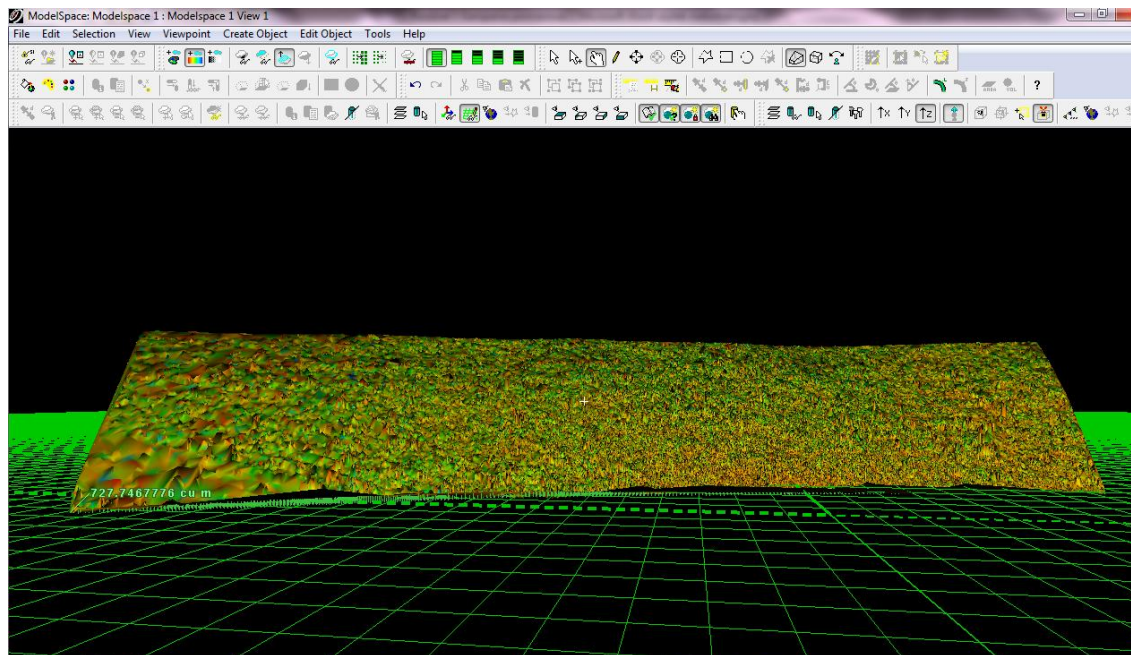 ModelSpace: Modelspace 1 : Modelspace 1 View 1
File Edit Selection View Viewpoint Create Object Edit Object Tools Help
727.7467776 cu m